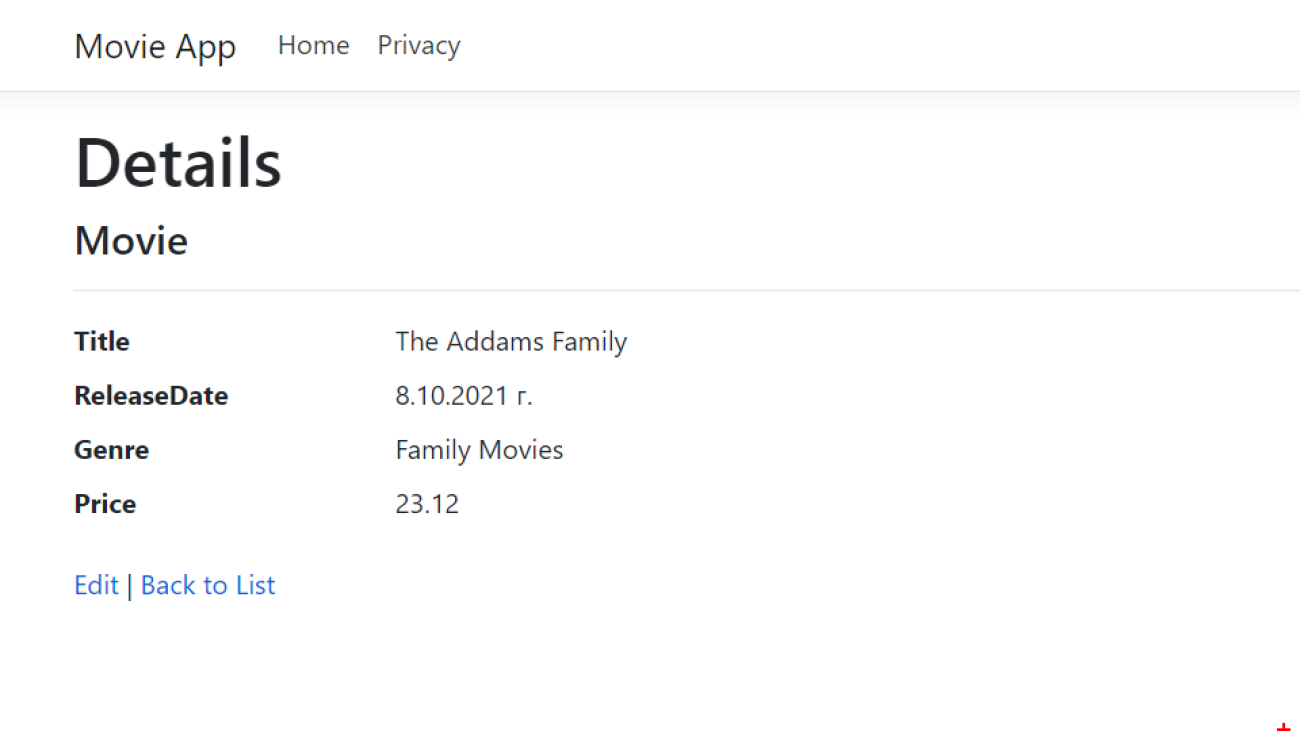 Movie App Home Privacy
Details
Movie
Title The Addams Family
ReleaseDate 8.10.2021 г.
Genre Family Movies
Price 23.12
Edit | Back to List